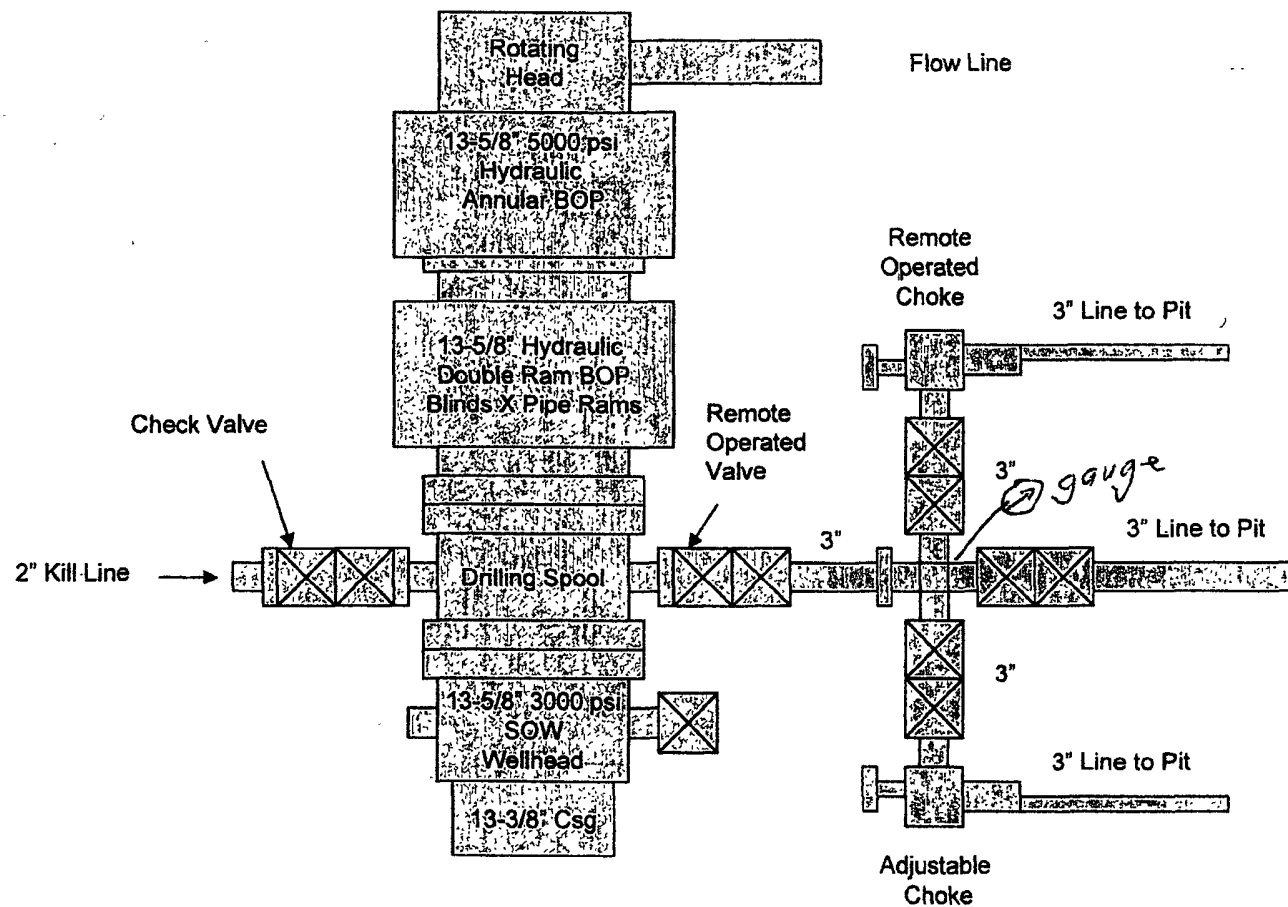 Rotating
Head
Flow Line
13-5/8" 5000 psi
Hydraulic
Annular BOP
Remote
Operated
Choke
3" Line to Pit
13-5/8" Hydraulic
Double Ram BOP
Blinds X Pipe Rams
Check Valve
Remote
Operated
Valve
3"
gauge
3" Line to Pit
3"
2" Kill Line
Drilling Spool
3"
13-5/8" 3000 psi
SOW
Wellhead
3" Line to Pit
13-3/8" Csg
Adjustable
Choke